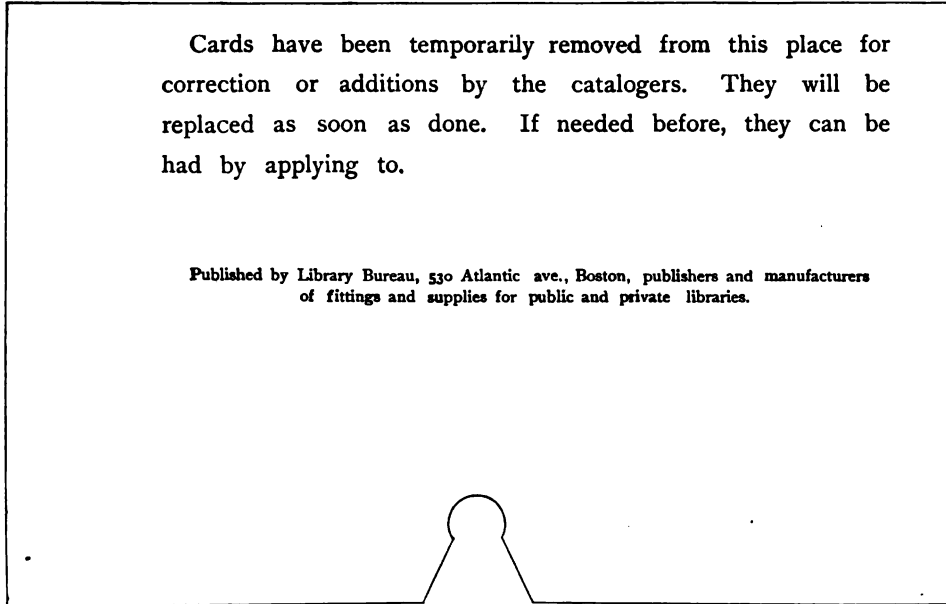 Cards have been temporarily removed from this place for
correction or additions by the catalogers. They will be
replaced as soon as done. If needed before, they can be
had by applying to.
Published by Library Bureau, 530 Atlantic ave., Boston, publishers and manufacturers
of fittings and supplies for public and private libraries.